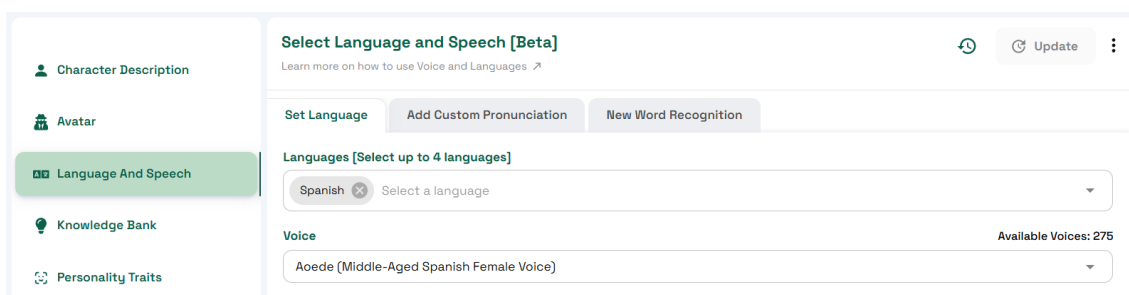 Character Description
Avatar
Language And Speech
Knowledge Bank
Personality Traits
Select Language and Speech [Beta]
Update
Learn more on how to use Voice and Languages ↗
Set Language
Add Custom Pronunciation
New Word Recognition
Languages [Select up to 4 languages]
Spanish
Select a language
Voice
Available Voices: 275
Aoede (Middle-Aged Spanish Female Voice)